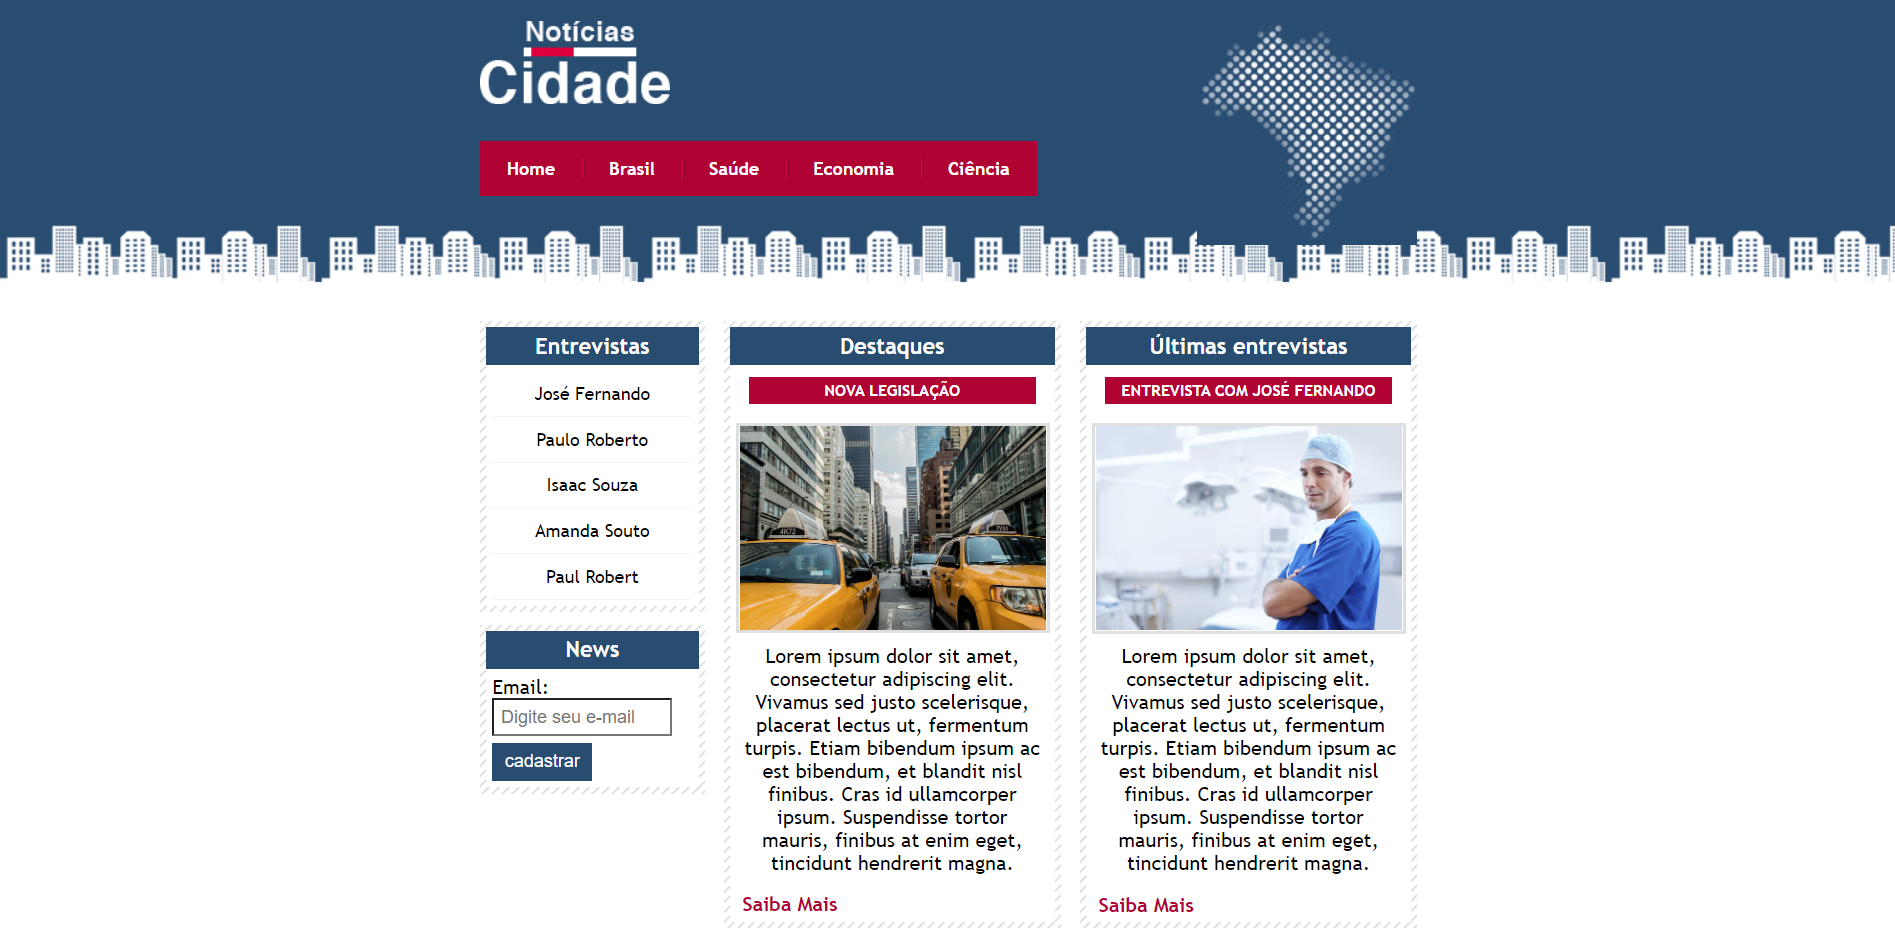 Notícias
Cidade
Home
Brasil
Saúde
Economia
Ciência
Entrevistas
José Fernando
Paulo Roberto
Isaac Souza
Amanda Souto
Paul Robert
News
Email:
Digite seu e-mail
cadastrar
Destaques
NOVA LEGISLAÇÃO
4K72
Lorem ipsum dolor sit amet,
consectetur adipiscing elit.
Vivamus sed justo scelerisque,
placerat lectus ut, fermentum
turpis. Etiam bibendum ipsum ac
est bibendum, et blandit nisl
finibus. Cras id ullamcorper
ipsum. Suspendisse tortor
mauris, finibus at enim eget,
tincidunt hendrerit magna.
Saiba Mais
Últimas entrevistas
ENTREVISTA COM JOSÉ FERNANDO
Lorem ipsum dolor sit amet,
consectetur adipiscing elit.
Vivamus sed justo scelerisque,
placerat lectus ut, fermentum
turpis. Etiam bibendum ipsum ac
est bibendum, et blandit nisl
finibus. Cras id ullamcorper
ipsum. Suspendisse tortor
mauris, finibus at enim eget,
tincidunt hendrerit magna.
Saiba Mais